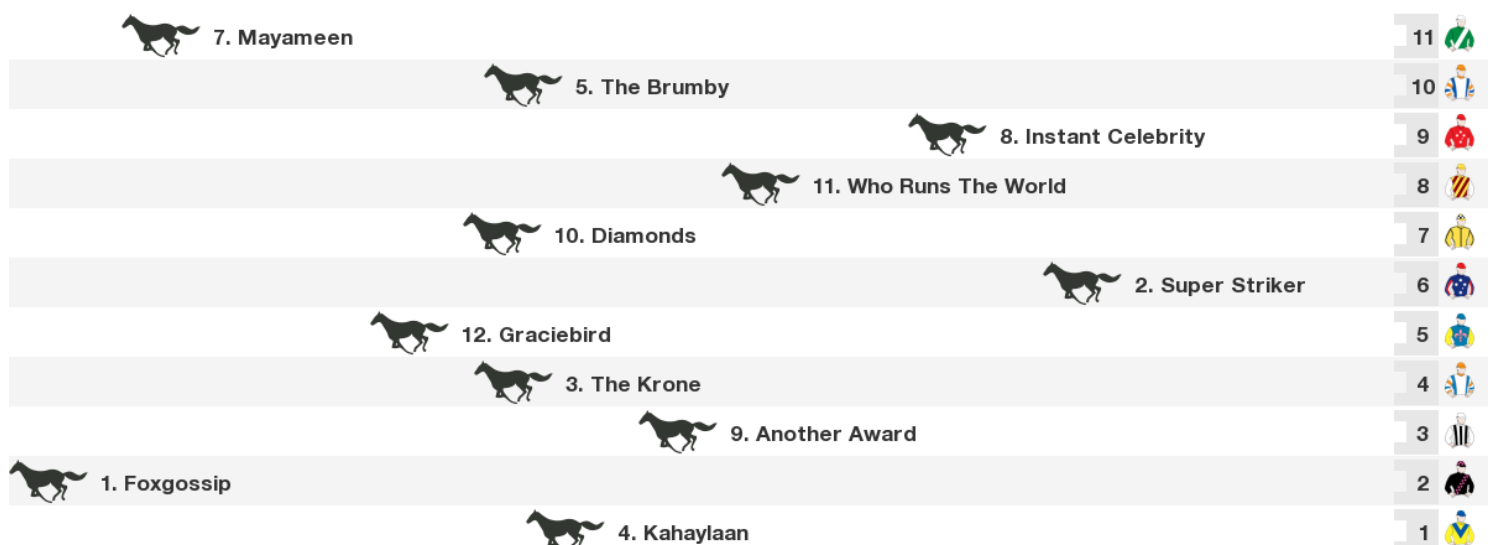 7. Mayameen 11
5. The Brumby 10
8. Instant Celebrity 9
11. Who Runs The World 8
10. Diamonds 7
2. Super Striker 6
12. Graciebird 5
3. The Krone 4
9. Another Award 3
1. Foxgossip 2
4. Kahaylaan 1